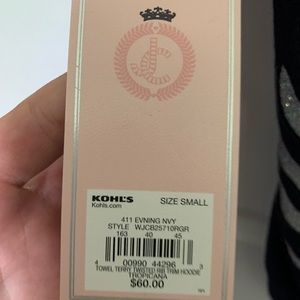 KOHL'S
Kohls.com
SIZE SMALL
411 EVNING NVY
STYLE WJCB25710RGR
163 40 45
4 00990 44296 3
TOWEL TERRY TWISTED RIB TRIM HOODIE
TROPICANA
$60.00